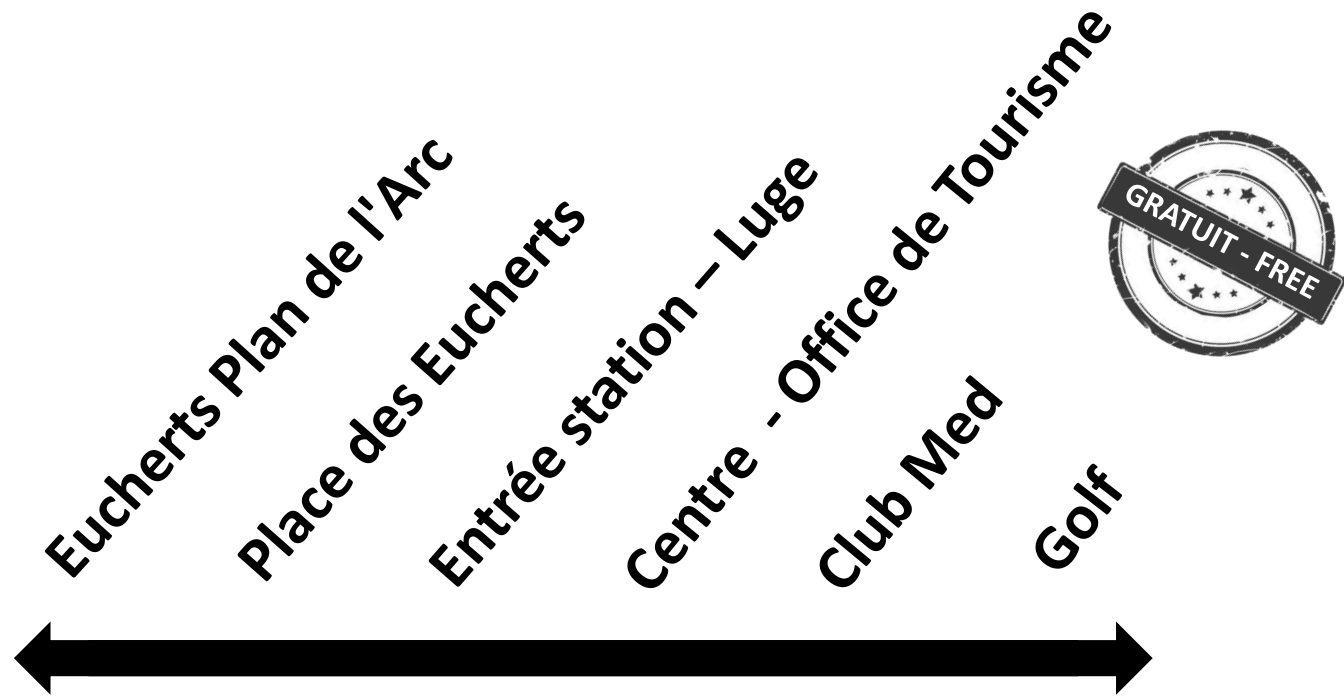 Eucherts Plan de l'Arc
Place des Eucherts
Entrée station – Luge
Centre - Office de Tourisme
Club Med
Golf
GRATUIT - FREE